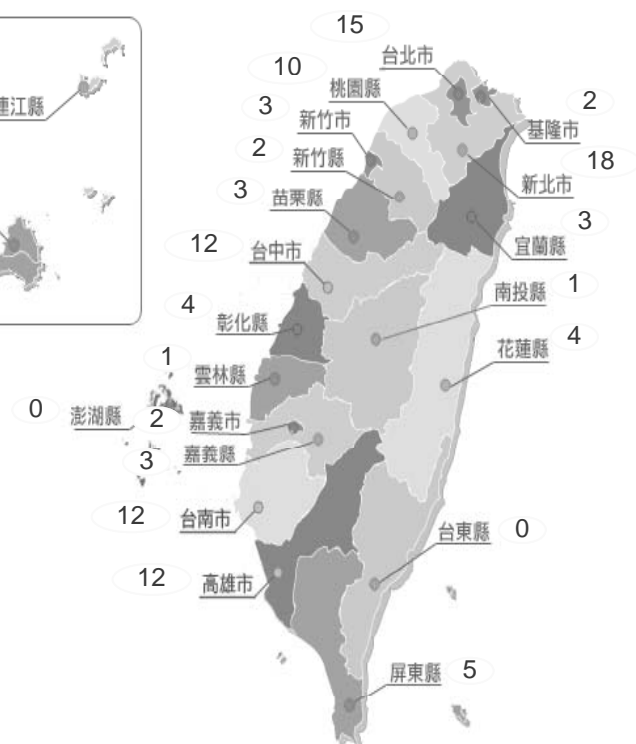 15
台北市
10
桃園縣
連江縣
3
新竹市
2
基隆市
2
新竹縣
18
新北市
3
苗栗縣
3
宜蘭縣
12
台中市
1
南投縣
4
彰化縣
4
花蓮縣
1
雲林縣
0
澎湖縣
2
嘉義市
3
嘉義縣
12
台南市
0
台東縣
12
高雄市
5
屏東縣